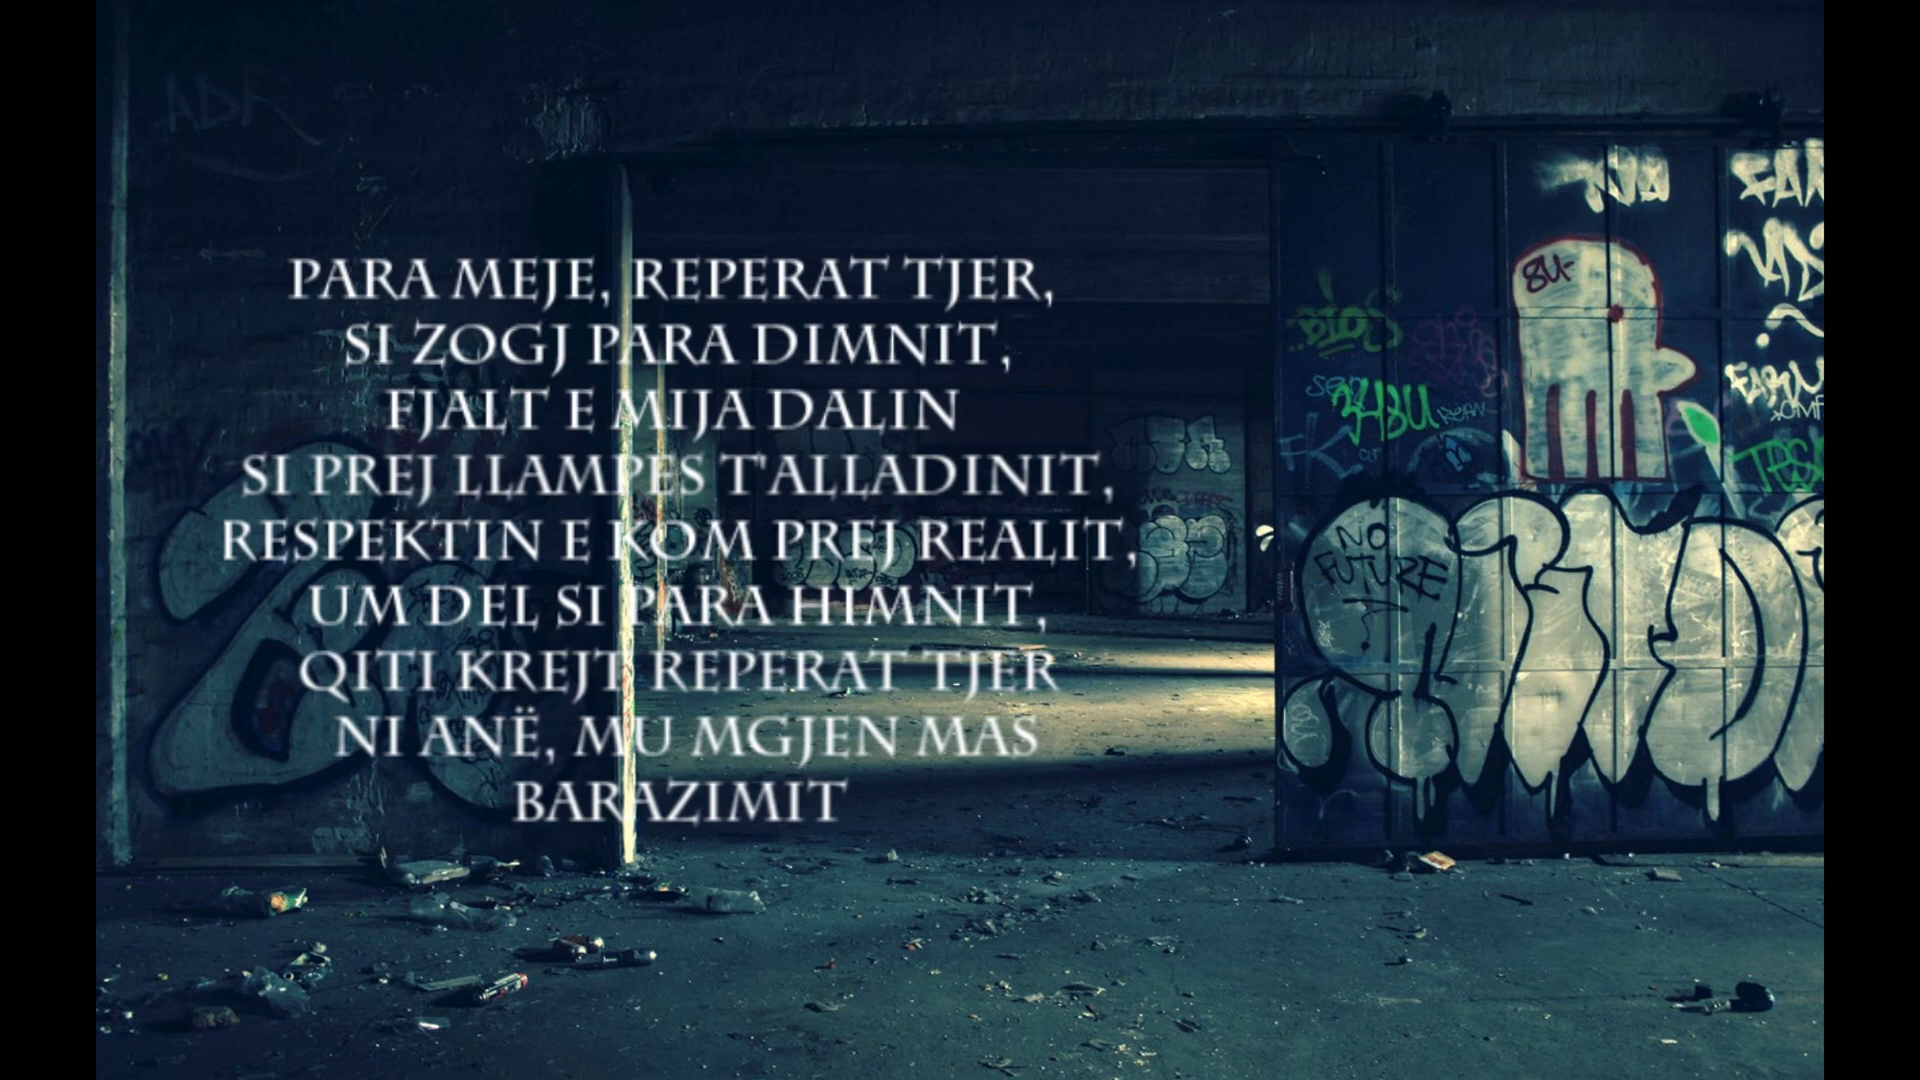 PARA MEJE, REPERAT TJER,
SI ZOGJ PARA DIMNIT,
FJALT E MIJA DALIN
SI PREJ LLAMPES T'ALLADINIT,
RESPEKTIN E KOM PREJ REALIT,
UM DEL SI PARA HIMNIT,
QITI KREJT REPERAT TJER
NI ANË, MU MGJEN MAS
BARAZIMIT
8U-
NO
FUTURE